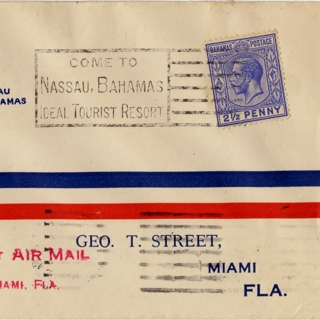 COME TO
NASSAU, BAHAMAS
IDEAL TOURIST RESORT
BAHAMAS POSTAGE
2½ PENNY
AU
AMAS
AIR MAIL
IAMI, FLA.
GEO. T. STREET,
MIAMI
FLA.